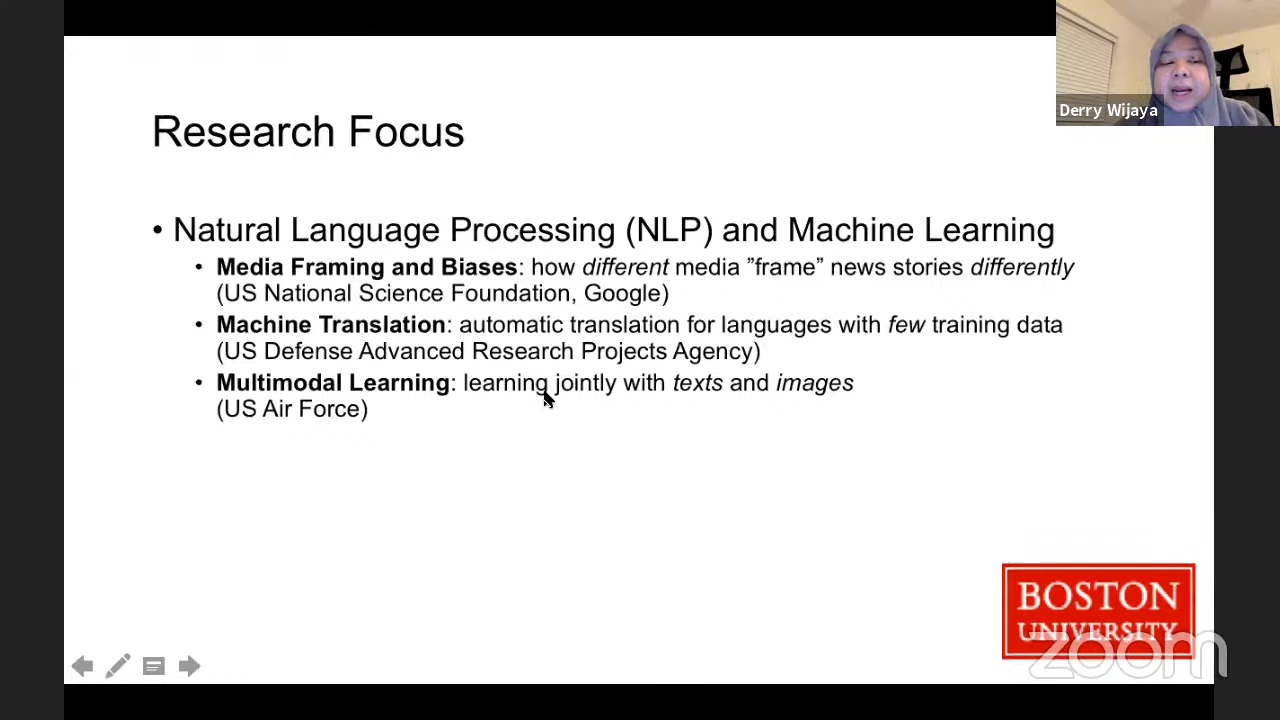 Derry Wijaya
Research Focus
• Natural Language Processing (NLP) and Machine Learning
• Media Framing and Biases: how different media ”frame” news stories differently
(US National Science Foundation, Google)
• Machine Translation: automatic translation for languages with few training data
(US Defense Advanced Research Projects Agency)
• Multimodal Learning: learning jointly with texts and images
(US Air Force)
BOSTON
UNIVERSITY
zoom